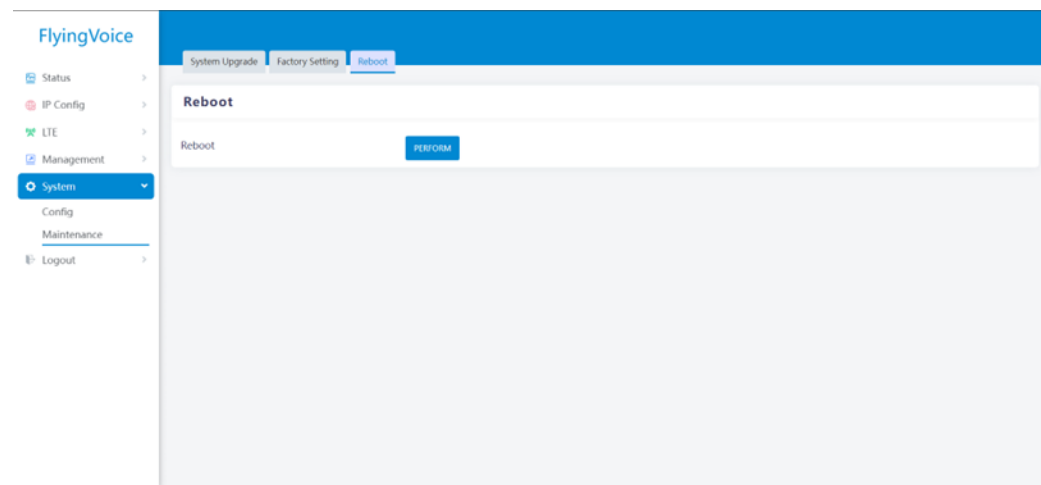 FlyingVoice
Status
IP Config
LTE
Management
System
Config
Maintenance
Logout
System Upgrade
Factory Setting
Reboot
Reboot
Reboot
PERFORM